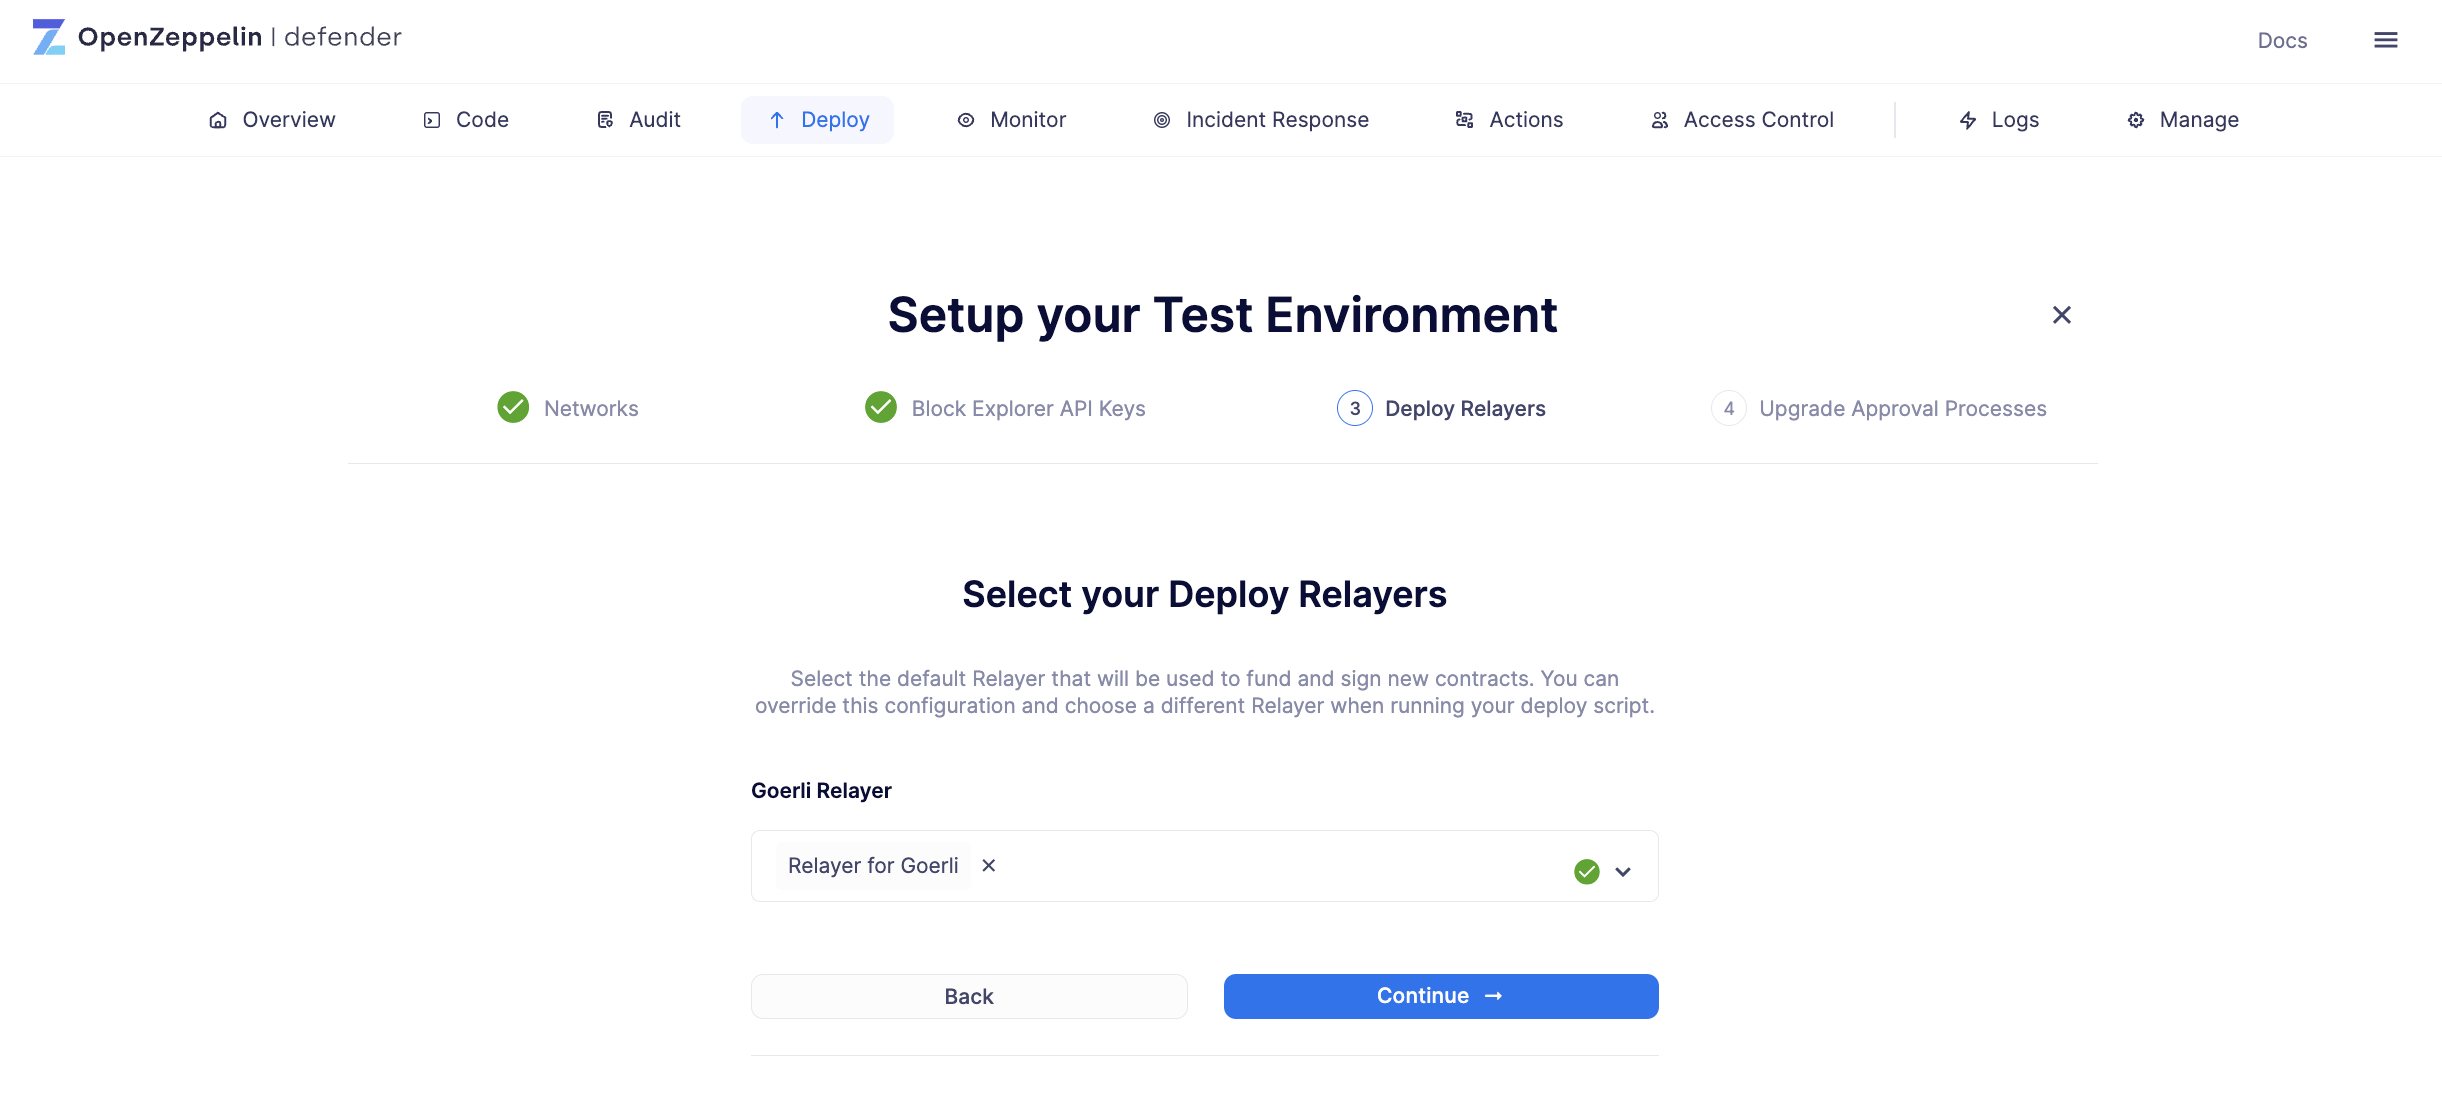 OpenZeppelin | defender
Docs
Overview
Code
Audit
Deploy
Monitor
Incident Response
Actions
Access Control
Logs
Manage
Setup your Test Environment
Networks
Block Explorer API Keys
3 Deploy Relayers
4 Upgrade Approval Processes
Select your Deploy Relayers
Select the default Relayer that will be used to fund and sign new contracts. You can
override this configuration and choose a different Relayer when running your deploy script.
Goerli Relayer
Relayer for Goerli
Back
Continue →